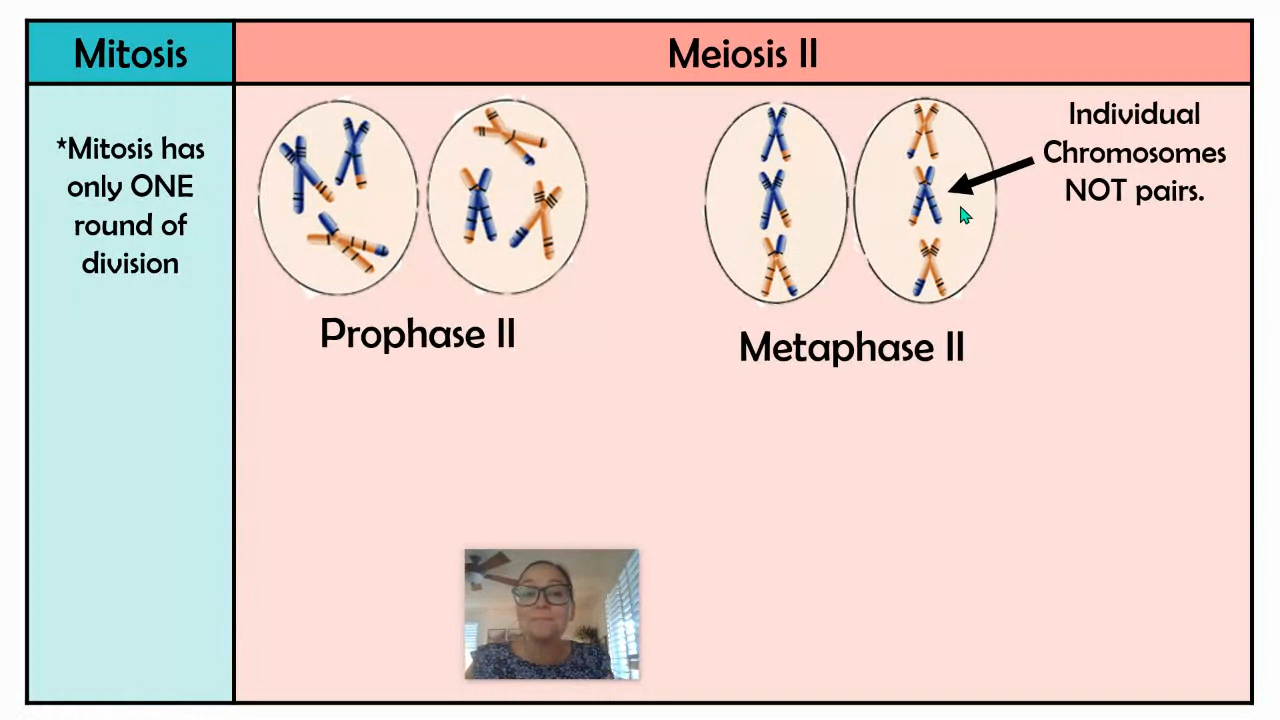 Mitosis
Meiosis II
*Mitosis has
only ONE
round of
division
Individual
Chromosomes
NOT pairs.
Prophase II
Metaphase II